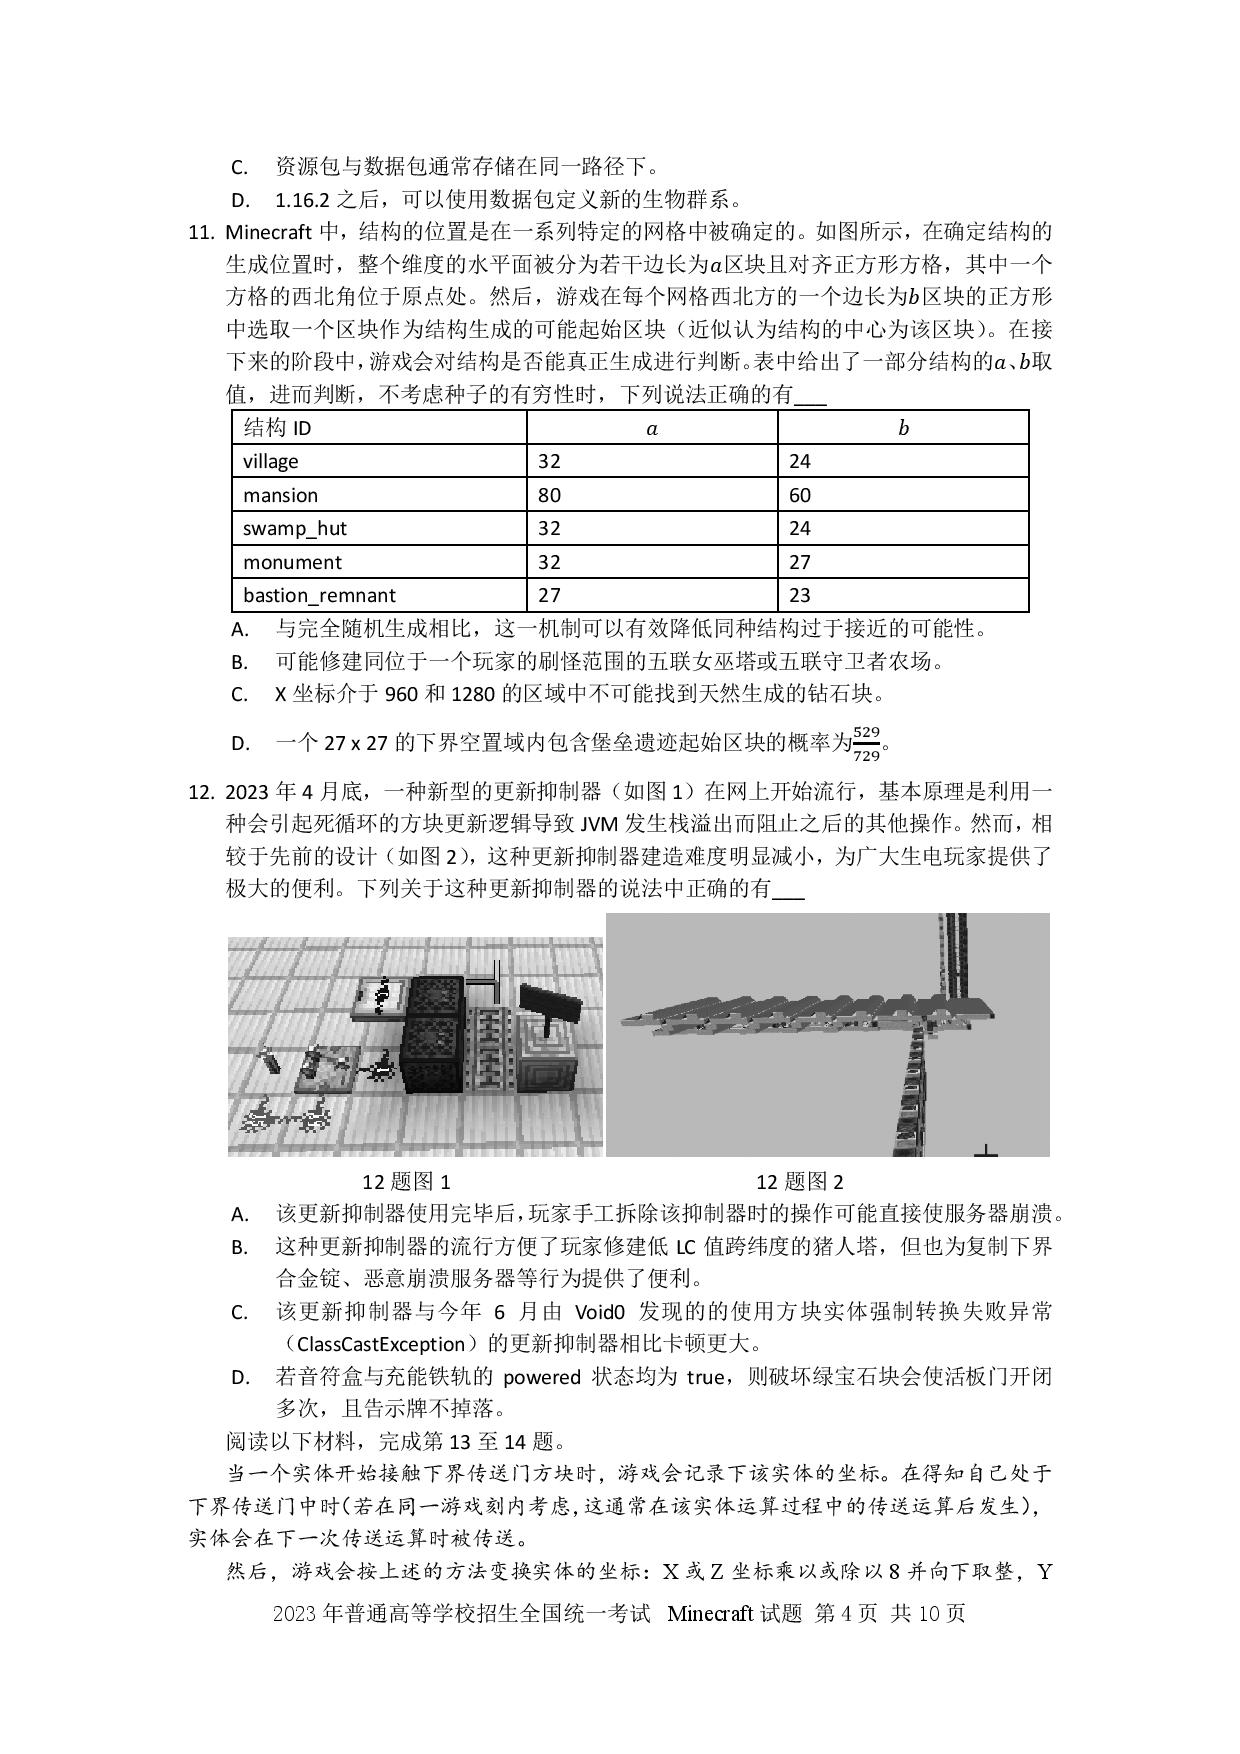 C. 资源包与数据包通常存储在同一路径下。
D. 1.16.2 之后，可以使用数据包定义新的生物群系。
11. Minecraft 中，结构的位置是在一系列特定的网格中被确定的。如图所示，在确定结构的
生成位置时，整个维度的水平面被分为若干边长为a区块且对齐正方形方格，其中一个
方格的西北角位于原点处。然后，游戏在每个网格西北方的一个边长为b区块的正方形
中选取一个区块作为结构生成的可能起始区块（近似认为结构的中心为该区块）。在接
下来的阶段中，游戏会对结构是否能真正生成进行判断。表中给出了一部分结构的a、b取
值，进而判断，不考虑种子的有穷性时，下列说法正确的有___
结构 ID a b
village 32 24
mansion 80 60
swamp_hut 32 24
monument 32 27
bastion_remnant 27 23
A. 与完全随机生成相比，这一机制可以有效降低同种结构过于接近的可能性。
B. 可能修建同位于一个玩家的刷怪范围的五联女巫塔或五联守卫者农场。
C. X 坐标介于 960 和 1280 的区域中不可能找到天然生成的钻石块。
D. 一个 27 x 27 的下界空置域内包含堡垒遗迹起始区块的概率为529/729。
12. 2023 年 4 月底，一种新型的更新抑制器（如图 1）在网上开始流行，基本原理是利用一
种会引起死循环的方块更新逻辑导致 JVM 发生栈溢出而阻止之后的其他操作。然而，相
较于先前的设计（如图 2），这种更新抑制器建造难度明显减小，为广大生电玩家提供了
极大的便利。下列关于这种更新抑制器的说法中正确的有___
12 题图 1 12 题图 2
A. 该更新抑制器使用完毕后，玩家手工拆除该抑制器时的操作可能直接使服务器崩溃。
B. 这种更新抑制器的流行方便了玩家修建低 LC 值跨纬度的猪人塔，但也为复制下界
合金锭、恶意崩溃服务器等行为提供了便利。
C. 该更新抑制器与今年 6 月由 Void0 发现的的使用方块实体强制转换失败异常
（ClassCastException）的更新抑制器相比卡顿更大。
D. 若音符盒与充能铁轨的 powered 状态均为 true，则破坏绿宝石块会使活板门开闭
多次，且告示牌不掉落。
阅读以下材料，完成第 13 至 14 题。
当一个实体开始接触下界传送门方块时，游戏会记录下该实体的坐标。在得知自己处于
下界传送门中时（若在同一游戏刻内考虑，这通常在该实体运算过程中的传送运算后发生），
实体会在下一次传送运算时被传送。
然后，游戏会按上述的方法变换实体的坐标：X 或 Z 坐标乘以或除以 8 并向下取整，Y
2023 年普通高等学校招生全国统一考试 Minecraft 试题 第 4 页 共 10 页